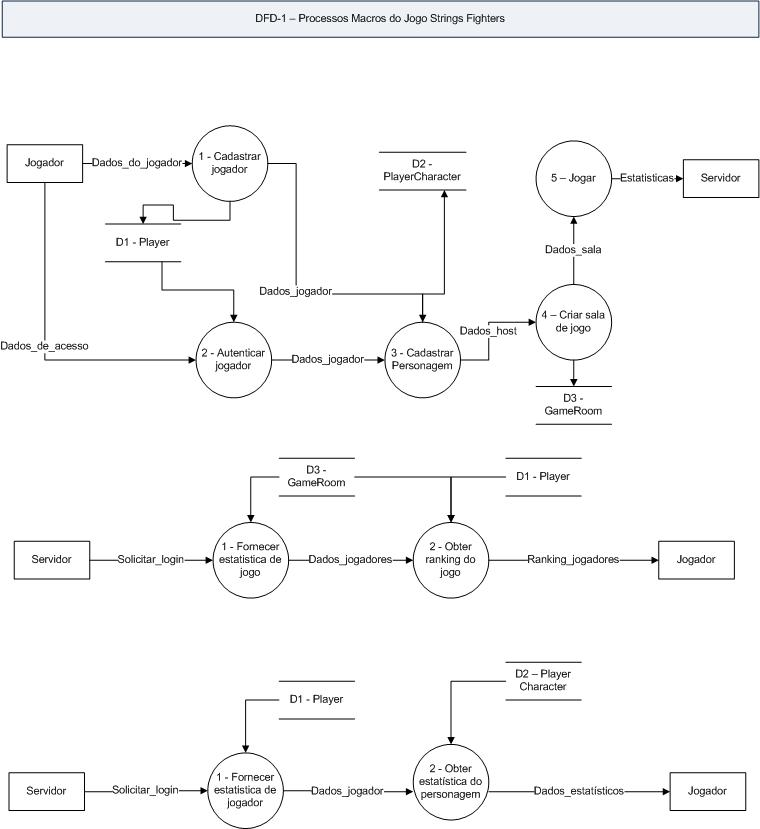 DFD-1 – Processos Macros do Jogo Strings Fighters
Jogador
Dados_do_jogador
1 - Cadastrar
jogador
D2 -
PlayerCharacter
5 – Jogar
Estatisticas
Servidor
D1 - Player
Dados_sala
Dados_jogador
Dados_de_acesso
2 - Autenticar
jogador
Dados_jogador
3 - Cadastrar
Personagem
Dados_host
4 – Criar sala
de jogo
D3 -
GameRoom
D3 -
GameRoom
D1 - Player
Servidor
Solicitar_login
1 - Fornecer
estatistica de
jogo
Dados_jogadores
2 - Obter
ranking do
jogo
Ranking_jogadores
Jogador
D1 - Player
D2 – Player
Character
Servidor
Solicitar_login
1 - Fornecer
estatistica de
jogador
Dados_jogador
2 - Obter
estatística do
personagem
Dados_estatísticos
Jogador